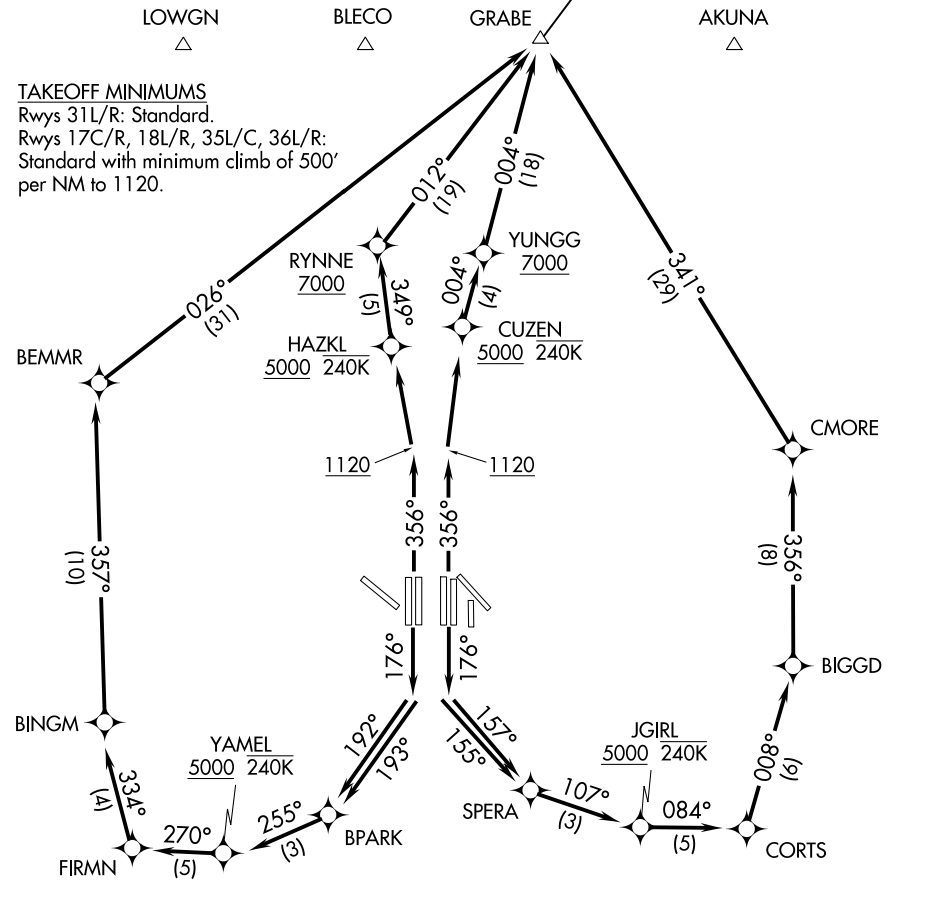 LOWGN
BLECO
GRABE
AKUNA
TAKEOFF MINIMUMS
Rwys 31L/R: Standard.
Rwys 17C/R, 18L/R, 35L/C, 36L/R:
Standard with minimum climb of 500'
per NM to 1120.
012°
(19)
004°
(18)
YUNGG
7000
RYNNE
7000
349°
(5)
004°
(4)
341°
(29)
026°
(31)
HAZKL
5000 240K
CUZEN
5000 240K
BEMMR
CMORE
1120
1120
356°
356°
357°
(10)
356°
(8)
176°
176°
BIGGD
BINGM
192°
193°
157°
155°
YAMEL
5000 240K
JGIRL
5000 240K
008°
(9)
334°
(4)
SPERA
107°
(3)
084°
(5)
BPARK
255°
(3)
270°
(5)
FIRMN
CORTS